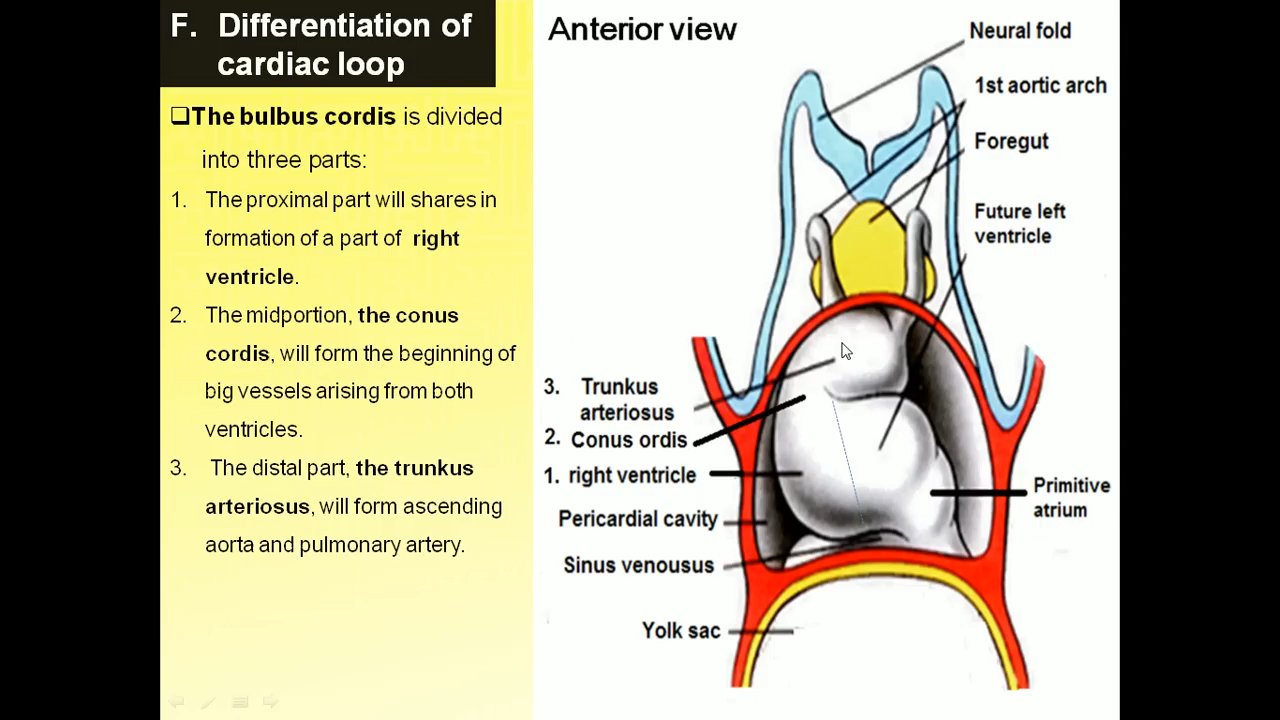 F. Differentiation of
cardiac loop
❑The bulbus cordis is divided
into three parts:
1. The proximal part will shares in
formation of a part of right
ventricle.
2. The midportion, the conus
cordis, will form the beginning of
big vessels arising from both
ventricles.
3. The distal part, the trunkus
arteriosus, will form ascending
aorta and pulmonary artery.
Anterior view
Neural fold
1st aortic arch
Foregut
Future left
ventricle
3. Trunkus
arteriosus
2. Conus ordis
1. right ventricle
Pericardial cavity
Sinus venousus
Yolk sac
Primitive
atrium